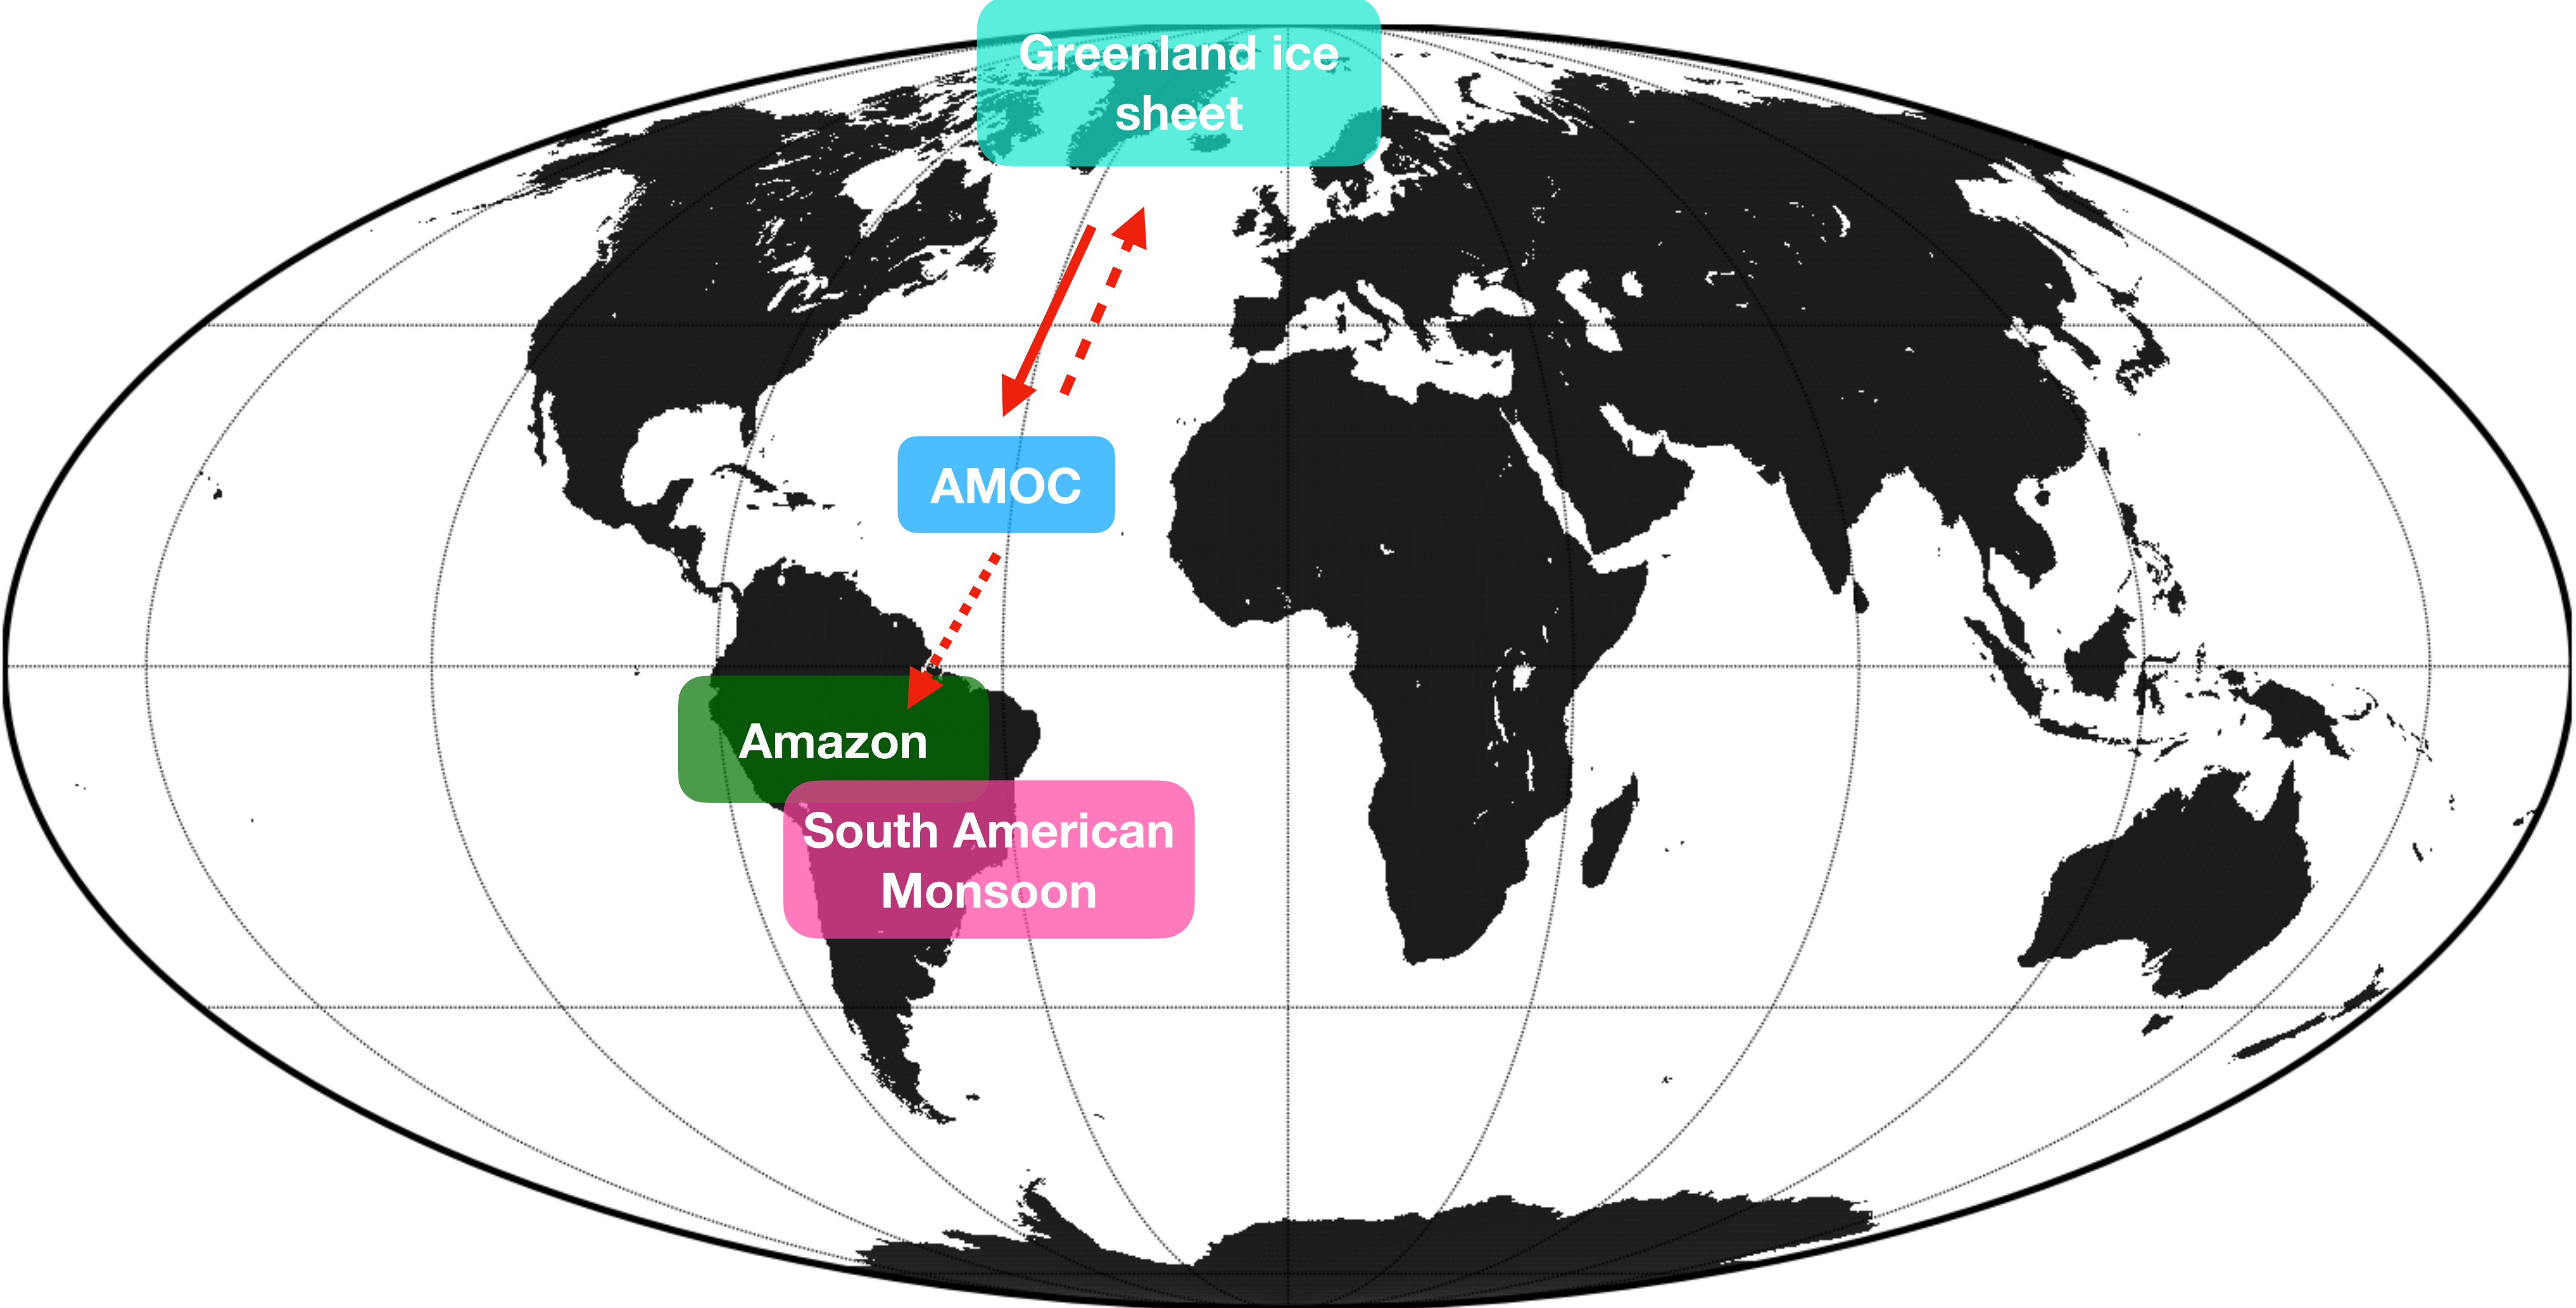 Greenland ice
sheet
AMOC
Amazon
South American
Monsoon